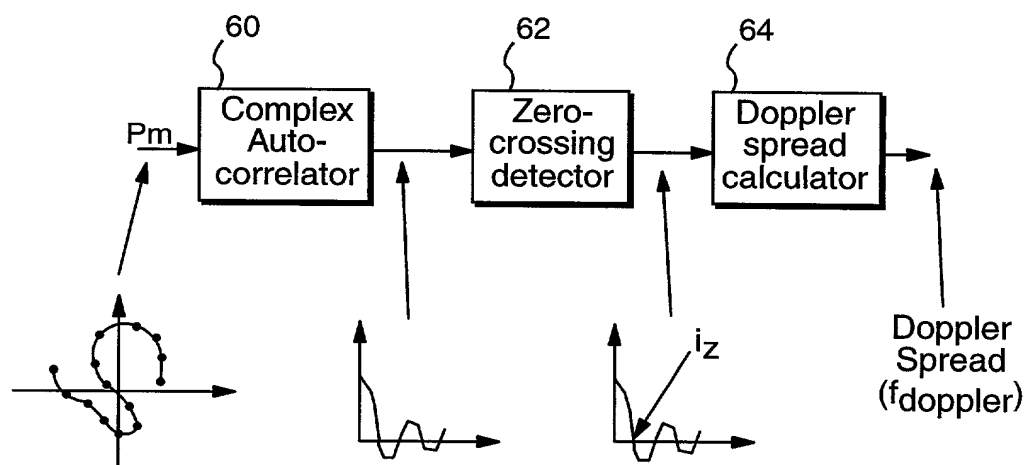 60
62
64
Pm
Complex
Auto-
correlator
Zero-
crossing
detector
Doppler
spread
calculator
iz
Doppler
Spread
(fdoppler)